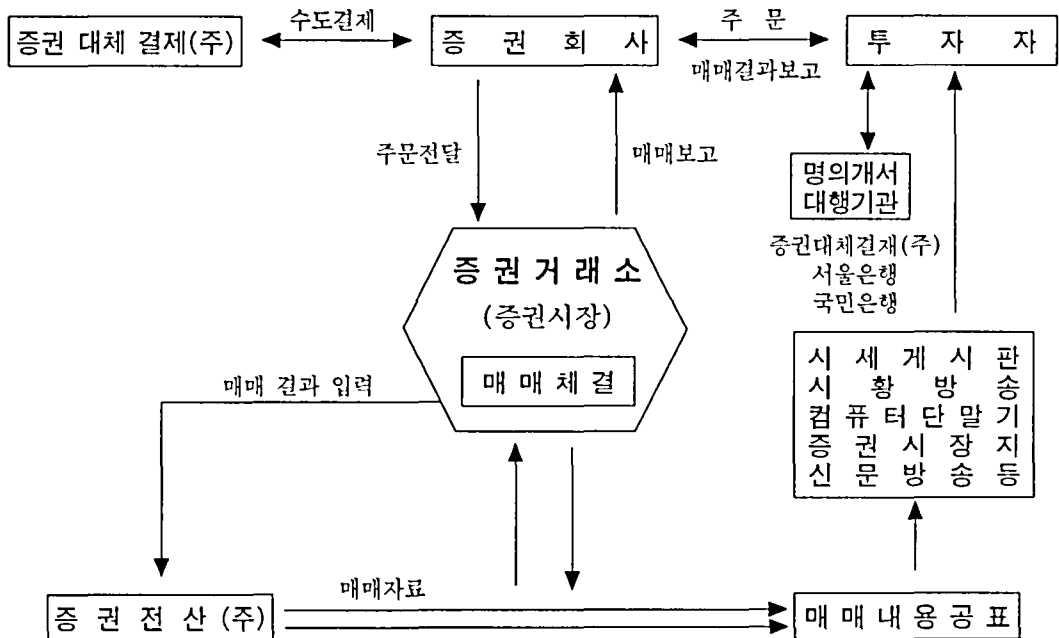 증권 대체 결제(주)
수도결제
증 권 회 사
주 문
매매결과보고
투 자 자
주문전달
매매보고
명의개서
대행기관
증권대체결재(주)
서울은행
국민은행
증 권 거 래 소
(증권시장)
매 매 체 결
매매 결과 입력
시 세 게 시 판
시 황 방 송
컴 퓨 터 단 말 기
증 권 시 장 지
신 문 방 송 등
증 권 전 산 (주)
매매자료
매 매 내 용 공 표